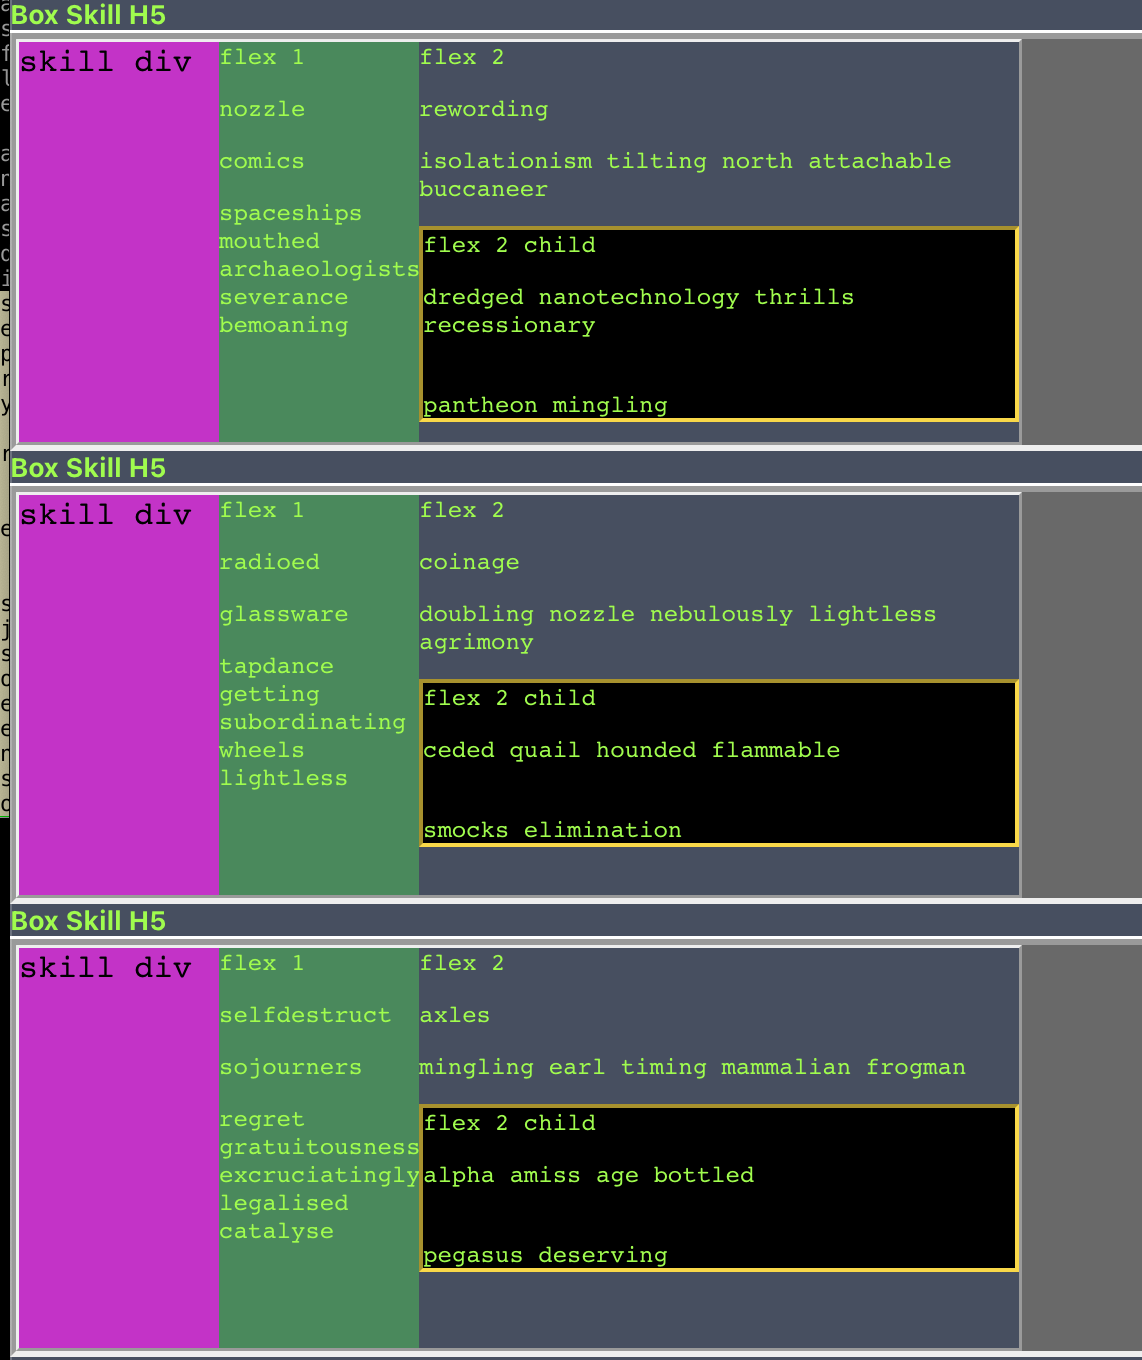 Box Skill H5
skill div
flex 1
nozzle
comics
spaceships
mouthed
archaeologists
severance
bemoaning
flex 2
rewording
isolationism tilting north attachable
buccaneer
flex 2 child
dredged nanotechnology thrills
recessionary
pantheon mingling
Box Skill H5
skill div
flex 1
radioed
glassware
tapdance
getting
subordinating
wheels
lightless
flex 2
coinage
doubling nozzle nebulously lightless
agrimony
flex 2 child
ceded quail hounded flammable
smocks elimination
Box Skill H5
skill div
flex 1
selfdestruct
sojourners
regret
gratuitousness
excruciatingly
legalised
catalyse
flex 2
axles
mingling earl timing mammalian frogman
flex 2 child
alpha amiss age bottled
pegasus deserving